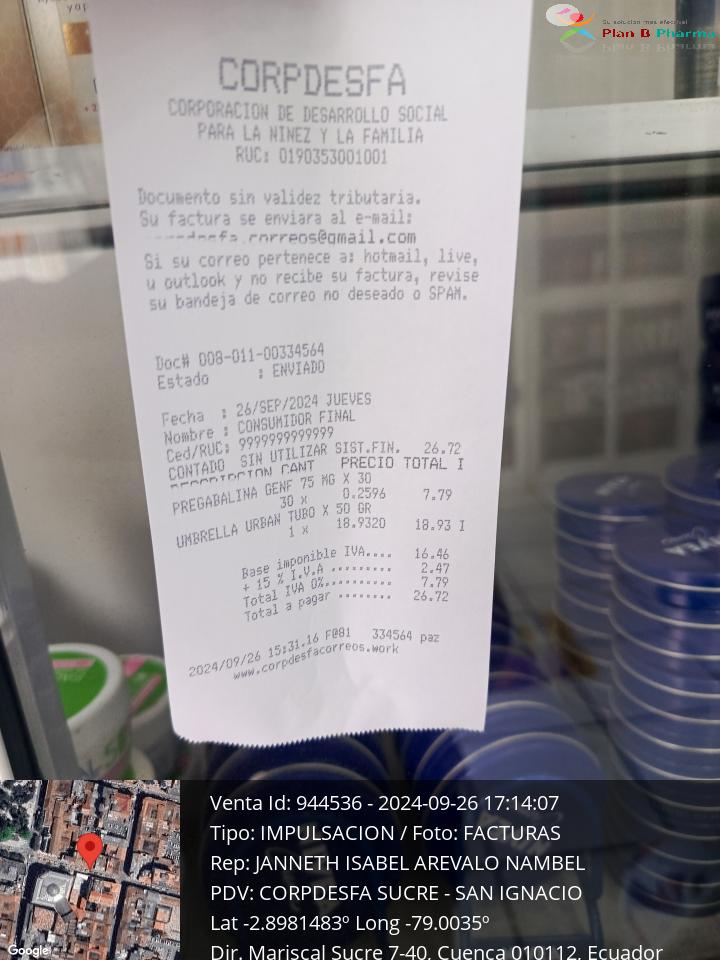 Su solucion mas efectiva!
Plan B Pharma
CORPDESFA
CORPORACION DE DESARROLLO SOCIAL
PARA LA NINEZ Y LA FAMILIA
RUC: 0190353001001
Documento sin validez tributaria.
Su factura se enviara al e-mail:
correos@gmail.com
Si su correo pertenece a: hotmail, live,
u outlook y no recibe su factura, revise
su bandeja de correo no deseado o SPAM.
Doc# 008-011-00334564
Estado : ENVIADO
Fecha : 26/SEP/2024 JUEVES
Nombre : CONSUMIDOR FINAL
Ced/RUC: 9999999999999
CONTADO SIN UTILIZAR SIST.FIN. 26.72
CANT PRECIO TOTAL I
PREGABALINA GENF 75 MG X 30
30 x 0.2596 7.79
UMBRELLA URBAN TUBO X 50 GR
1 x 18.9320 18.93 I
Base imponible IVA.... 16.46
+ 15 % I.V.A ......... 2.47
Total IVA 0%.......... 7.79
Total a pagar ........ 26.72
2024/09/26 15:31.16 F@81 334564 paz
www.corpdesfacorreos.work
Venta Id: 944536 - 2024-09-26 17:14:07
Tipo: IMPULSACION / Foto: FACTURAS
Rep: JANNETH ISABEL AREVALO NAMBEL
PDV: CORPDESFA SUCRE - SAN IGNACIO
Lat -2.8981483º Long -79.0035º
Dir. Mariscal Sucre 7-40, Cuenca 010112, Ecuador
Google